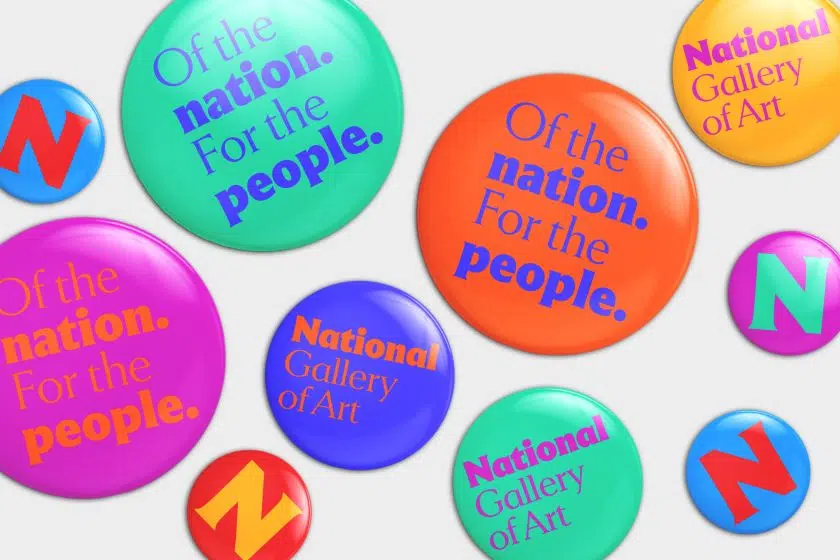 Of the
nation.
For the
people.
National
Gallery
of Art
N
Of the
nation.
For the
people.
Of the
nation.
For the
people.
N
National
Gallery
of Art
National
Gallery
of Art
N
N